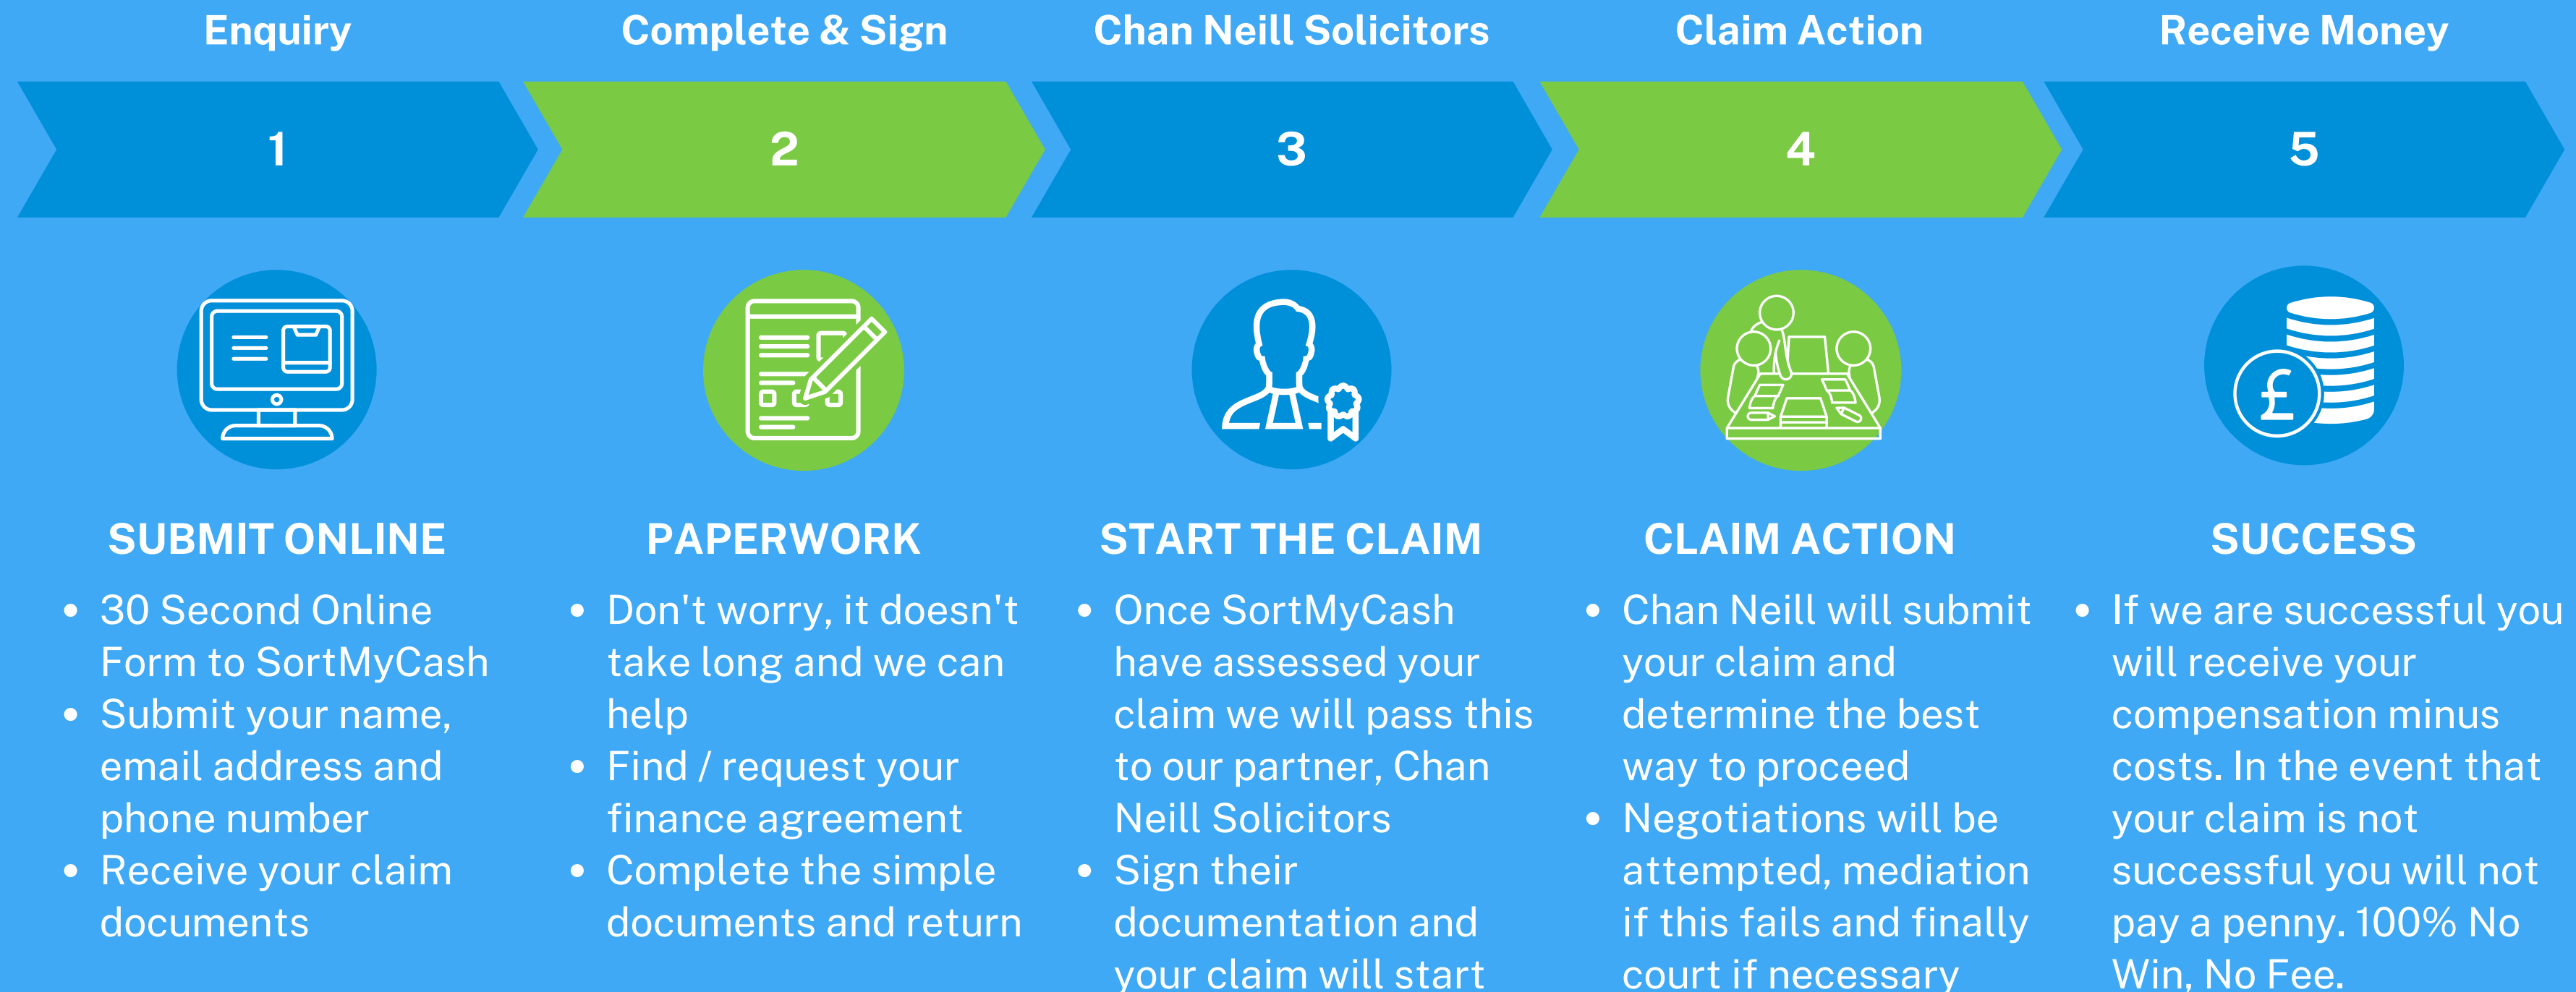 Enquiry
Complete & Sign
Chan Neill Solicitors
Claim Action
Receive Money
1
2
3
4
5
£
SUBMIT ONLINE
• 30 Second Online
Form to SortMyCash
• Submit your name,
email address and
phone number
• Receive your claim
documents
PAPERWORK
• Don't worry, it doesn't
take long and we can
help
• Find / request your
finance agreement
• Complete the simple
documents and return
START THE CLAIM
• Once SortMyCash
have assessed your
claim we will pass this
to our partner, Chan
Neill Solicitors
• Sign their
documentation and
your claim will start
CLAIM ACTION
• Chan Neill will submit
your claim and
determine the best
way to proceed
• Negotiations will be
attempted, mediation
if this fails and finally
court if necessary
SUCCESS
• If we are successful you
will receive your
compensation minus
costs. In the event that
your claim is not
successful you will not
pay a penny. 100% No
Win, No Fee.